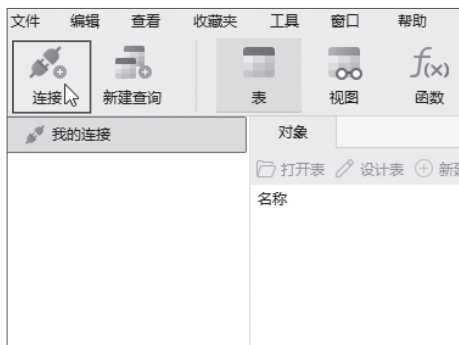 文件 编辑 查看 收藏夹 工具 窗口 帮助
f(x)
连接 新建查询 表 视图 函数
我的连接 对象
打开表 设计表 新建
名称